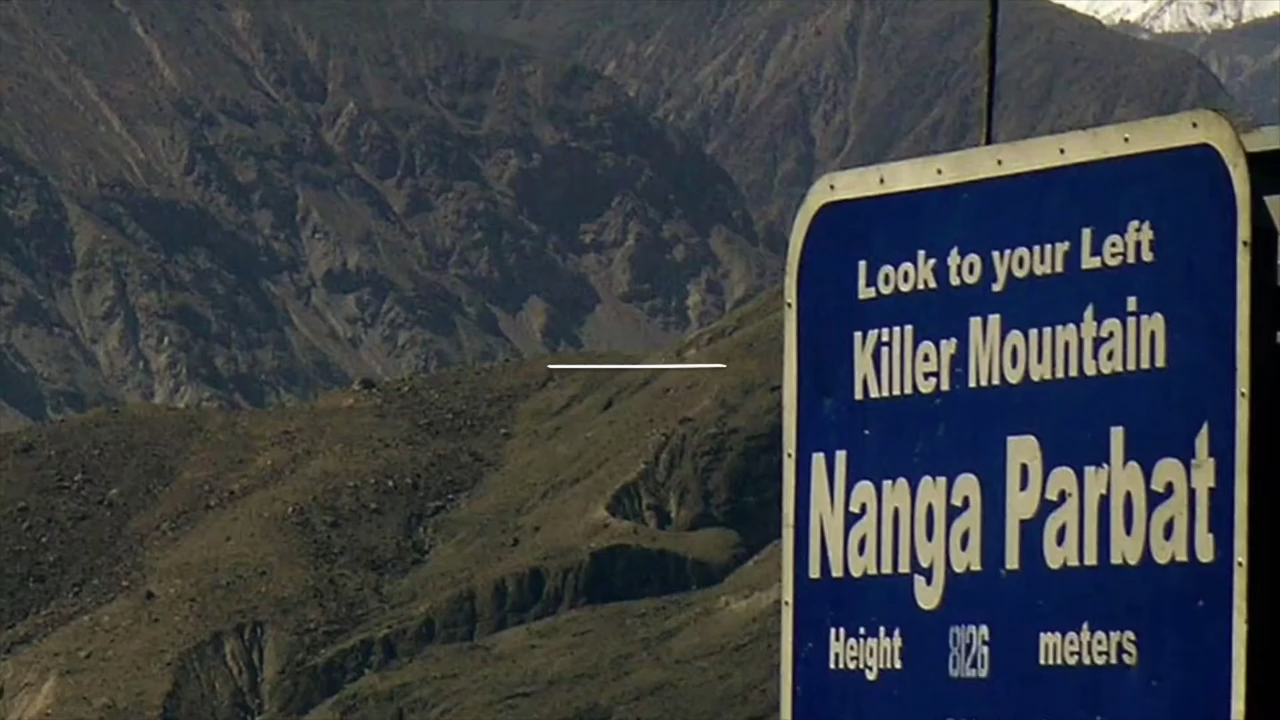 Look to your Left
Killer Mountain
Nanga Parbat
Height 8126 meters